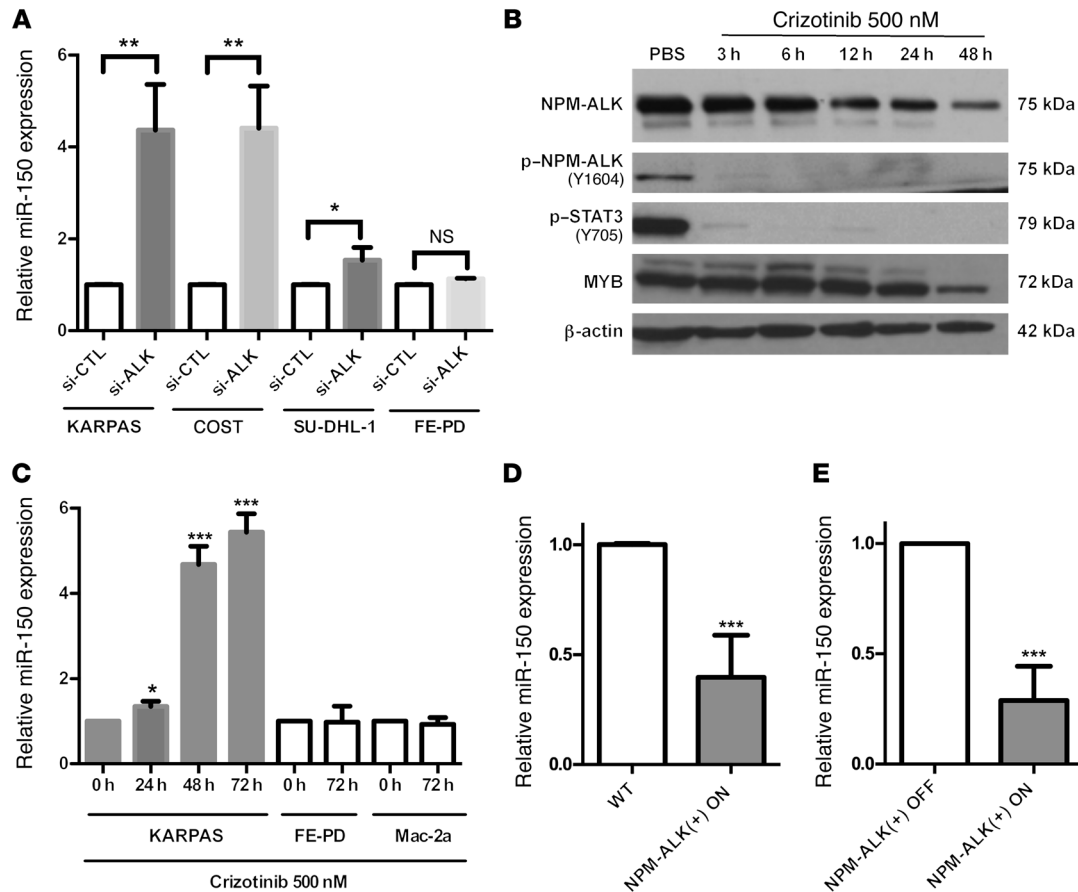 A
Relative miR-150 expression
6
4
2
0
**
**
*
NS
si-CTL
si-ALK
si-CTL
si-ALK
si-CTL
si-ALK
si-CTL
si-ALK
KARPAS
COST
SU-DHL-1
FE-PD
B
Crizotinib 500 nM
PBS 3 h 6 h 12 h 24 h 48 h
NPM-ALK 75 kDa
p–NPM-ALK 75 kDa
(Y1604)
p–STAT3 79 kDa
(Y705)
MYB 72 kDa
β-actin 42 kDa
C
Relative miR-150 expression
6
4
2
0
*
***
***
0 h 24 h 48 h 72 h 0 h 72 h 0 h 72 h
KARPAS FE-PD Mac-2a
Crizotinib 500 nM
D
Relative miR-150 expression
1.0
0.5
0.0
***
WT
NPM-ALK(+) ON
E
Relative miR-150 expression
1.0
0.5
0.0
***
NPM-ALK(+) OFF
NPM-ALK(+) ON